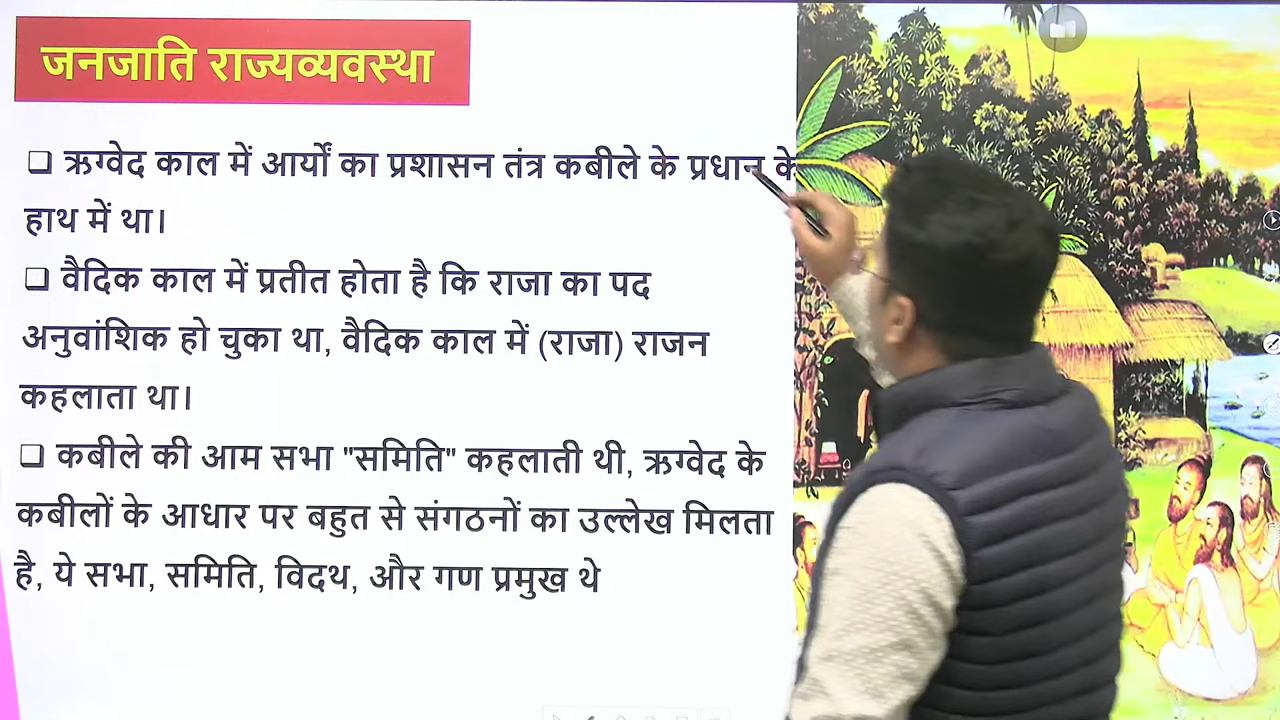 जनजाति राज्यव्यवस्था
❑ ऋग्वेद काल में आर्यों का प्रशासन तंत्र कबीले के प्रधान के
हाथ में था।
❑ वैदिक काल में प्रतीत होता है कि राजा का पद
अनुवांशिक हो चुका था, वैदिक काल में (राजा) राजन
कहलाता था।
❑ कबीले की आम सभा "समिति" कहलाती थी, ऋग्वेद के
कबीलों के आधार पर बहुत से संगठनों का उल्लेख मिलता
है, ये सभा, समिति, विदथ, और गण प्रमुख थे